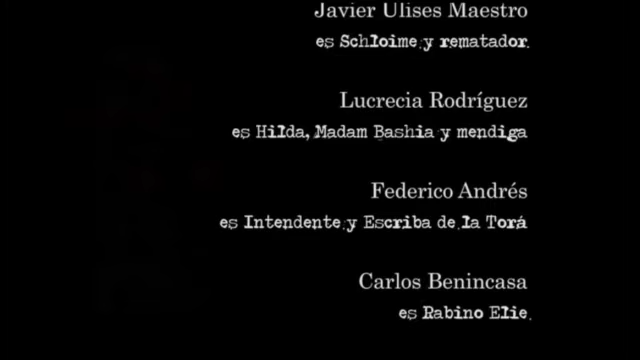 Javier Ulises Maestro
es Schloime y rematador.
Lucrecia Rodríguez
es Hilda, Madam Bashia y mendiga
Federico Andrés
es Intendente y Escriba de la Torá
Carlos Benincasa
es Rabino Elie.